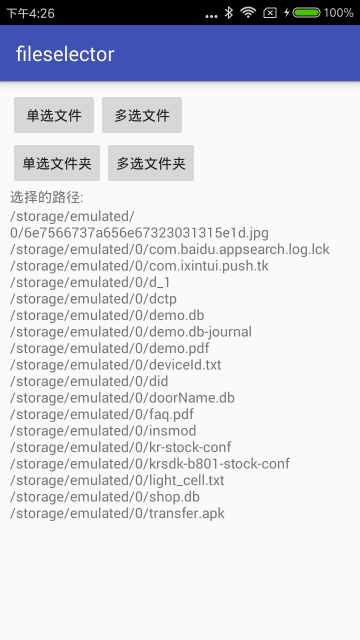 下午4:26
100%
fileselector
单选文件
多选文件
单选文件夹
多选文件夹
选择的路径:
/storage/emulated/
0/6e7566737a656e67323031315e1d.jpg
/storage/emulated/0/com.baidu.appsearch.log.lck
/storage/emulated/0/com.ixintui.push.tk
/storage/emulated/0/d_1
/storage/emulated/0/dctp
/storage/emulated/0/demo.db
/storage/emulated/0/demo.db-journal
/storage/emulated/0/demo.pdf
/storage/emulated/0/deviceId.txt
/storage/emulated/0/did
/storage/emulated/0/doorName.db
/storage/emulated/0/faq.pdf
/storage/emulated/0/insmod
/storage/emulated/0/kr-stock-conf
/storage/emulated/0/krsdk-b801-stock-conf
/storage/emulated/0/light_cell.txt
/storage/emulated/0/shop.db
/storage/emulated/0/transfer.apk